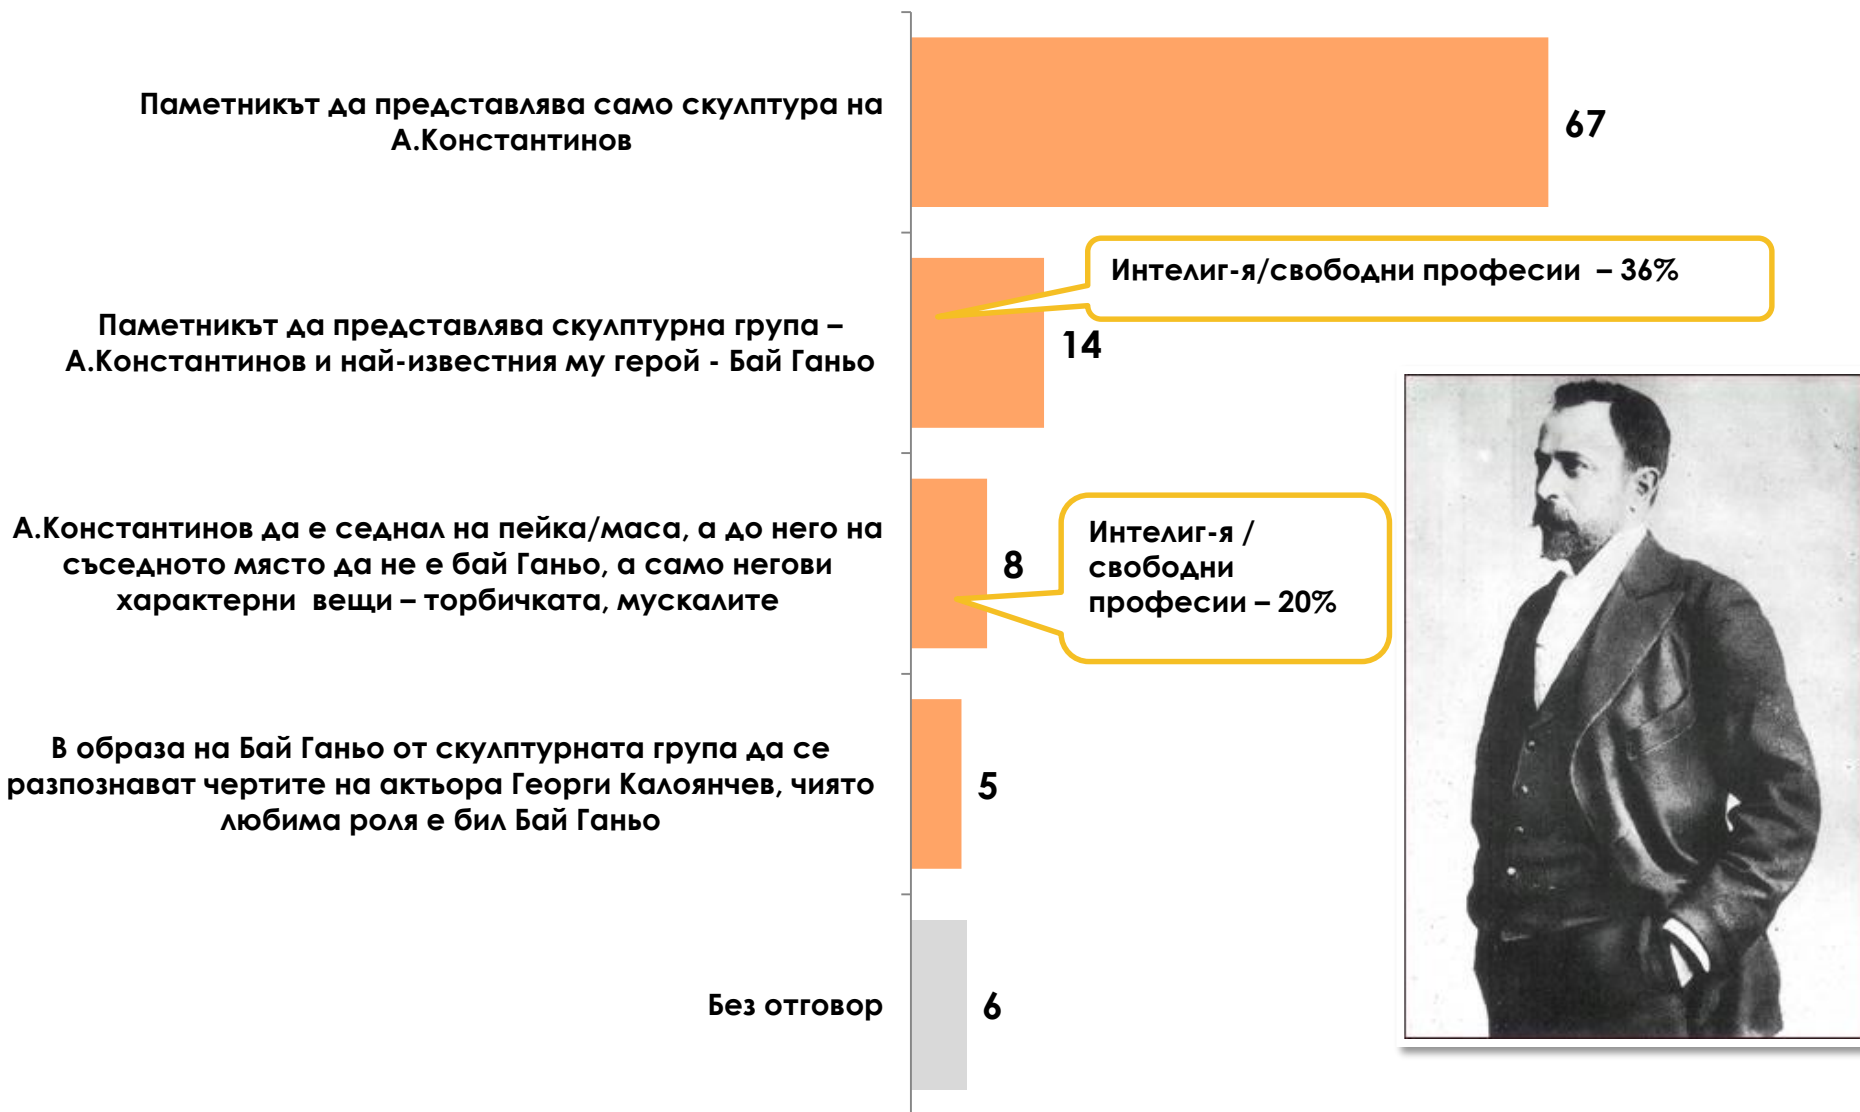 Паметникът да представлява само скулптура на
А.Константинов
67
Интелиг-я/свободни професии – 36%
Паметникът да представлява скулптурна група –
А.Константинов и най-известния му герой - Бай Ганьо
14
А.Константинов да е седнал на пейка/маса, а до него на
съседното място да не е бай Ганьо, а само негови
характерни вещи – торбичката, мускалите
8
Интелиг-я /
свободни
професии – 20%
В образа на Бай Ганьо от скулптурната група да се
разпознават чертите на актьора Георги Калоянчев, чиято
любима роля е бил Бай Ганьо
5
Без отговор
6